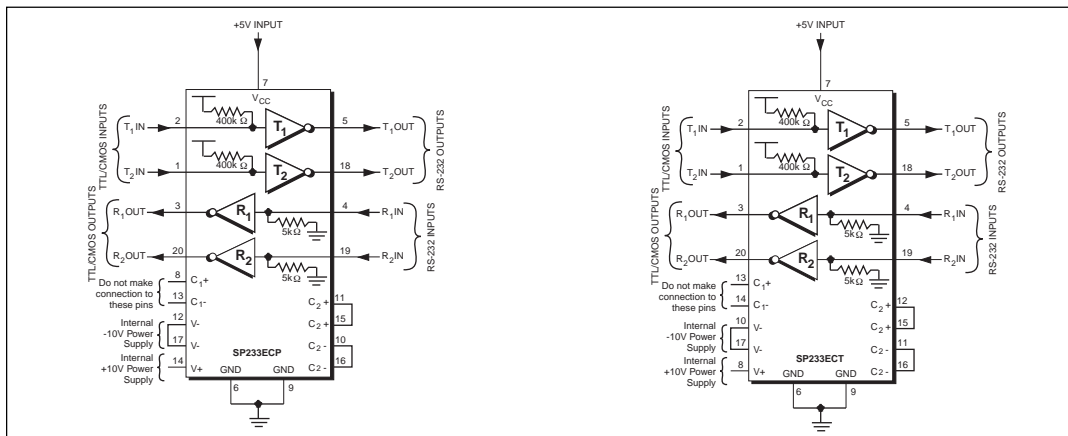 +5V INPUT
7
VCC
TTL/CMOS INPUTS
T1IN
2
400k Ω
T1
5
T1OUT
T2IN
1
400k Ω
T2
18
T2OUT
RS-232 OUTPUTS
TTL/CMOS OUTPUTS
R1OUT
3
R1
5kΩ
4
R1IN
R2OUT
20
R2
5kΩ
19
R2IN
RS-232 INPUTS
Do not make
connection to
these pins
8
C1+
13
C1-
Internal
-10V Power
Supply
12
V-
17
V-
Internal
+10V Power
Supply
14
V+
C2+
11
C2+
15
C2-
10
C2-
16
SP233ECP
GND
GND
6
9
+5V INPUT
7
VCC
TTL/CMOS INPUTS
T1IN
2
400k Ω
T1
5
T1OUT
T2IN
1
400k Ω
T2
18
T2OUT
RS-232 OUTPUTS
TTL/CMOS OUTPUTS
R1OUT
3
R1
5kΩ
4
R1IN
R2OUT
20
R2
5kΩ
19
R2IN
RS-232 INPUTS
Do not make
connection to
these pins
13
C1+
14
C1-
Internal
-10V Power
Supply
10
V-
17
V-
Internal
+10V Power
Supply
8
V+
C2+
12
C2+
15
C2-
11
C2-
16
SP233ECT
GND
GND
6
9